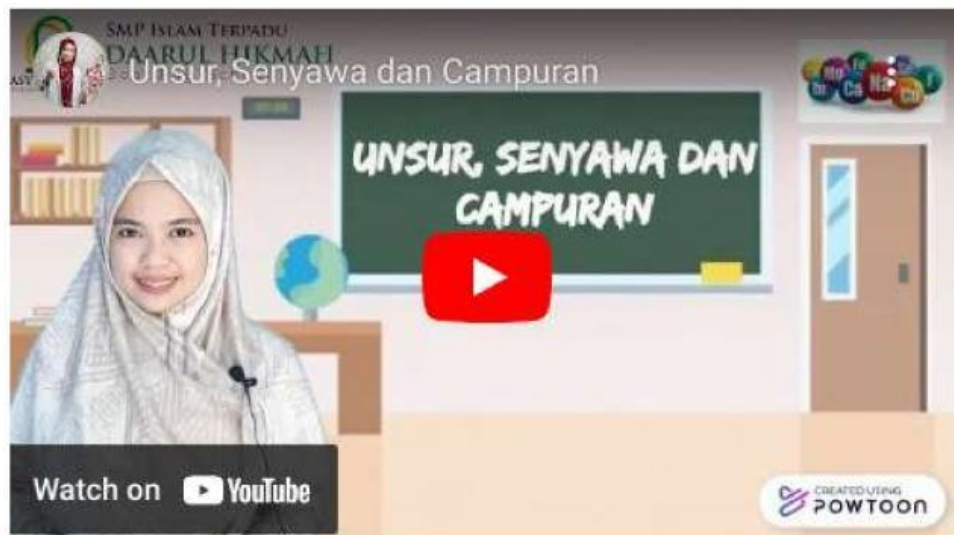 SMP ISLAM TERPADU
DAARUL HIKMAH
Unsur, Senyawa dan Campuran
UNSUR, SENYAWA DAN
CAMPURAN
Watch on YouTube
CREATED USING
POWTOON